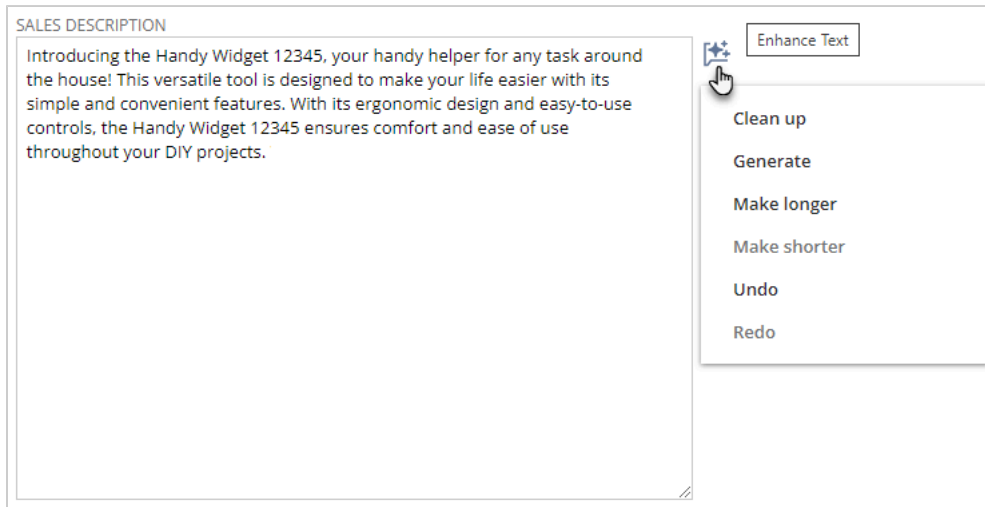 SALES DESCRIPTION
Introducing the Handy Widget 12345, your handy helper for any task around
the house! This versatile tool is designed to make your life easier with its
simple and convenient features. With its ergonomic design and easy-to-use
controls, the Handy Widget 12345 ensures comfort and ease of use
throughout your DIY projects.
Enhance Text
Clean up
Generate
Make longer
Make shorter
Undo
Redo